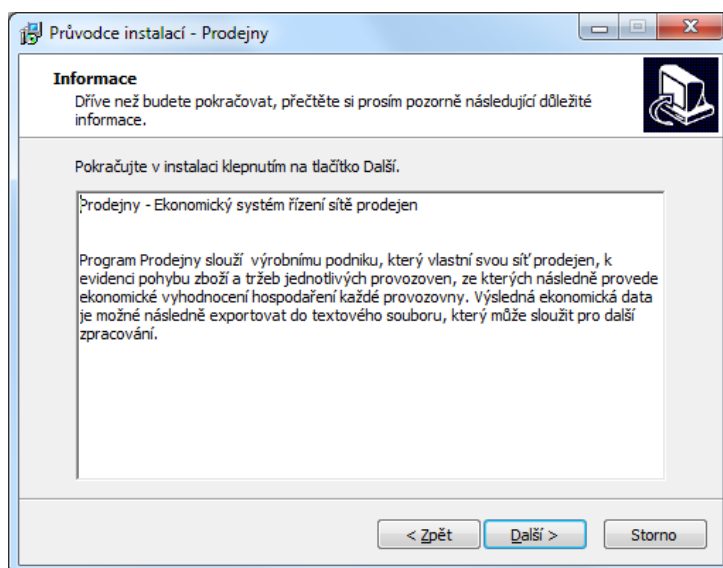 Průvodce instalací - Prodejny
Informace
Dříve než budete pokračovat, přečtěte si prosím pozorně následující důležité
informace.
Pokračujte v instalaci klepnutím na tlačítko Další.
Prodejny - Ekonomický systém řízení sítě prodejen
Program Prodejny slouží  výrobnímu podniku, který vlastní svou síť prodejen, k
evidenci pohybu zboží a tržeb jednotlivých provozoven, ze kterých následně provede
ekonomické vyhodnocení hospodaření každé provozovny. Výsledná ekonomická data
je možné následně exportovat do textového souboru, který může sloužit pro další
zpracování.
< Zpět
Další >
Storno